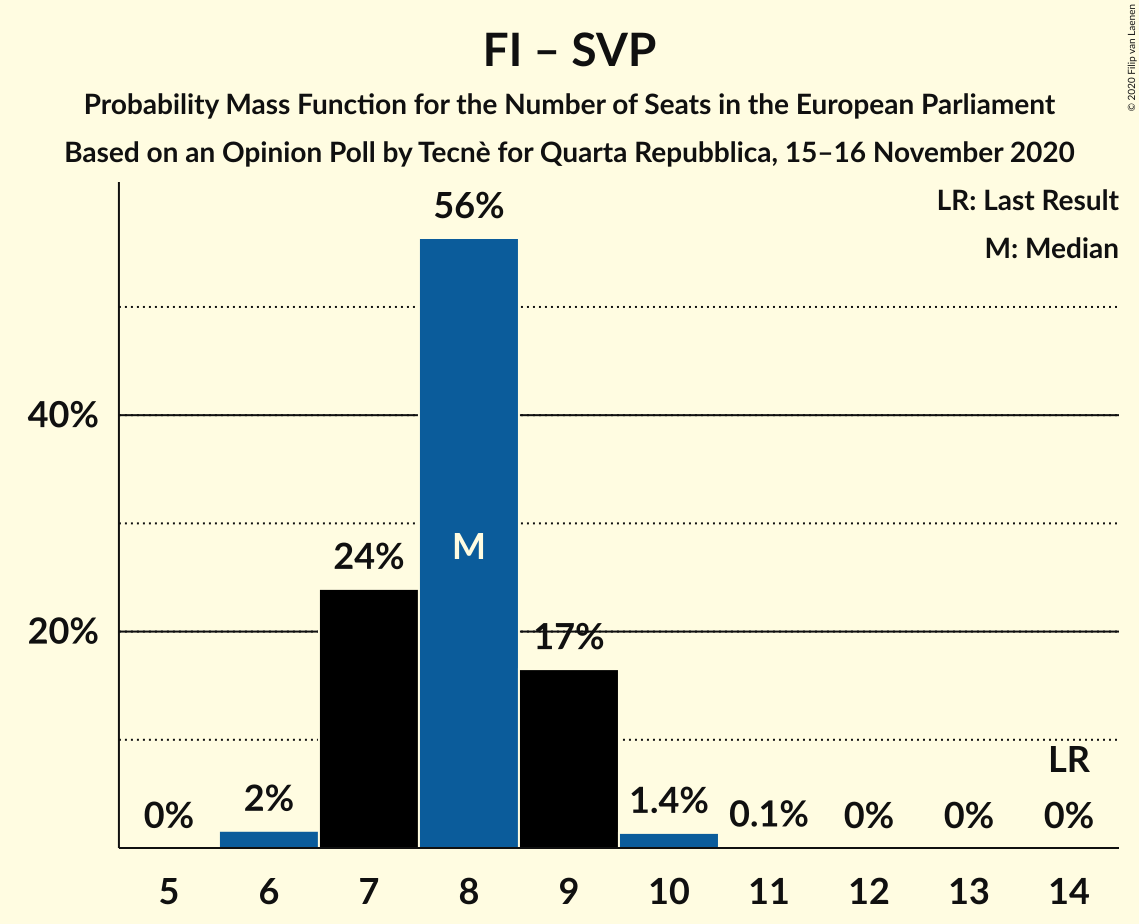 FI – SVP
Probability Mass Function for the Number of Seats in the European Parliament
Based on an Opinion Poll by Tecnè for Quarta Repubblica, 15–16 November 2020
© 2020 Filip van Laenen
LR: Last Result
M: Median
56%
40%
M
24%
20%
17%
LR
0%
2%
1.4%
0.1%
0%
0%
0%
5 6 7 8 9 10 11 12 13 14